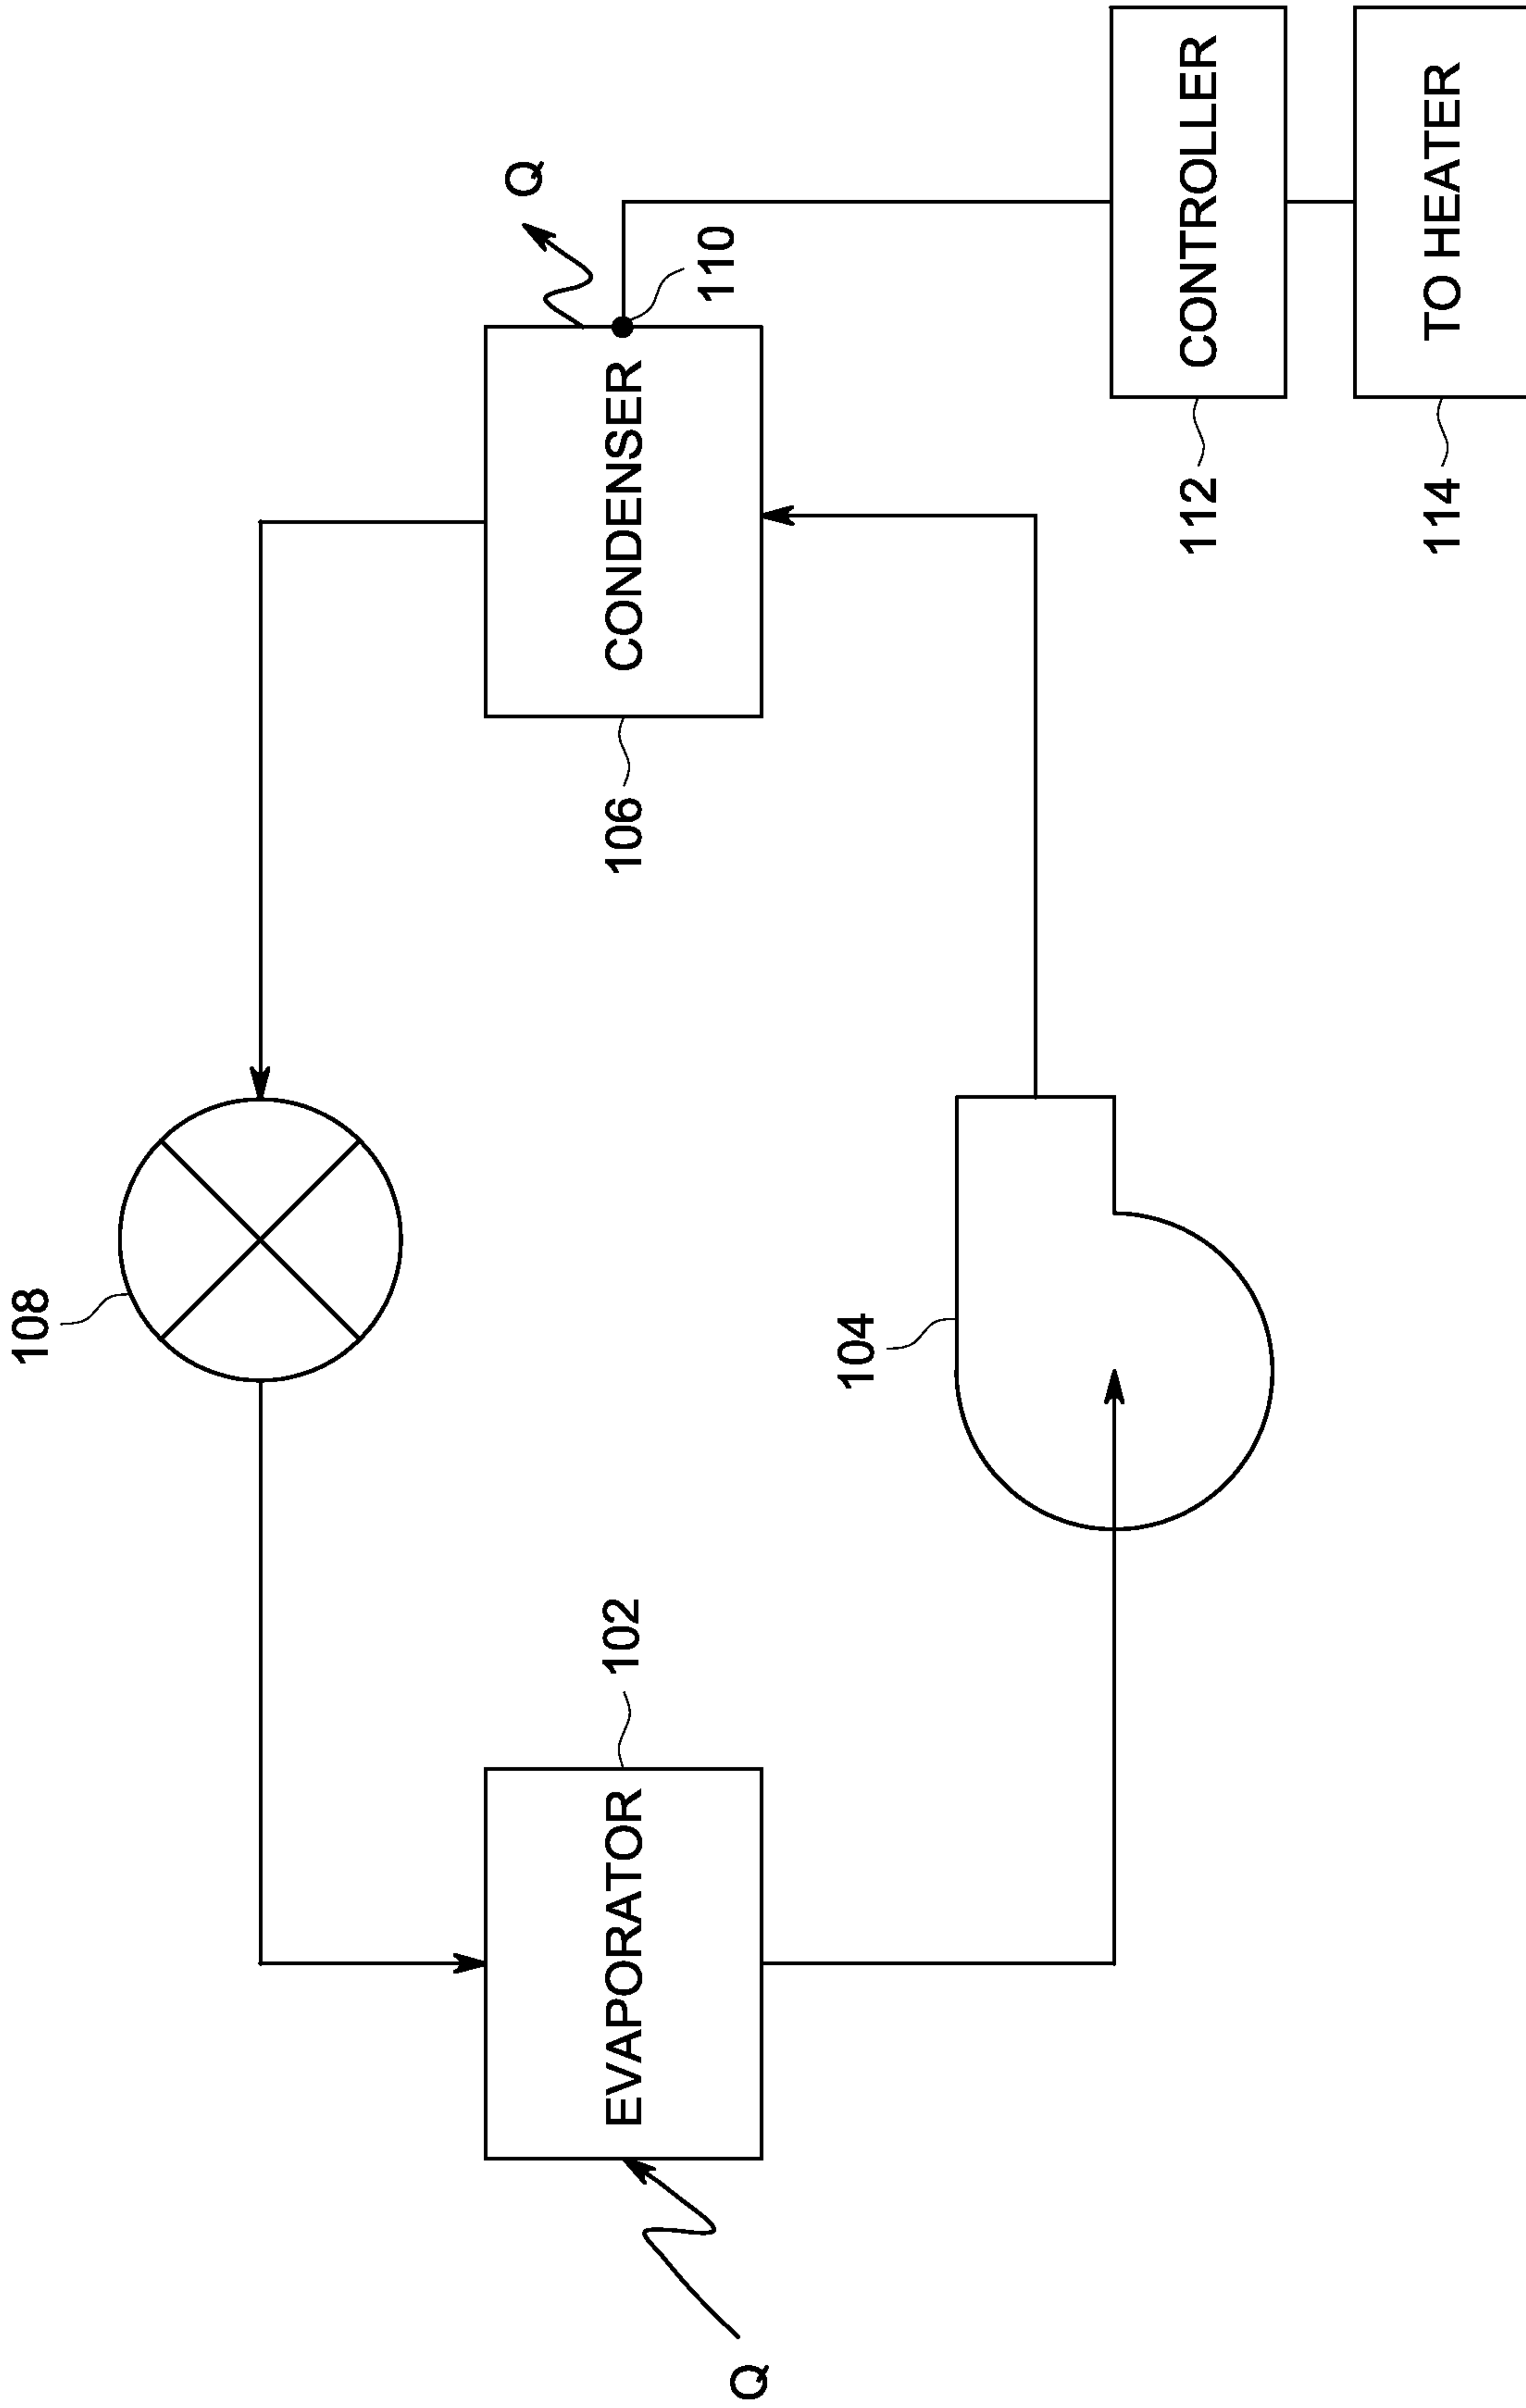 108
Q
CONDENSER
106
110
EVAPORATOR
102
Q
104
CONTROLLER
112
TO HEATER
114